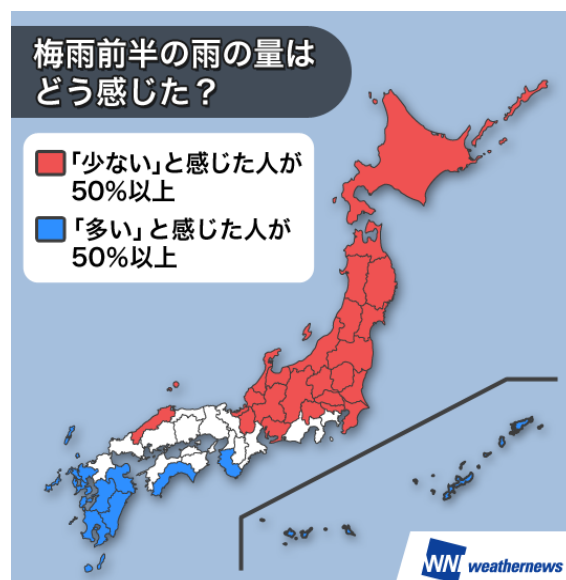 梅雨前半の雨の量は
どう感じた？
「少ない」と感じた人が
50%以上
「多い」と感じた人が
50%以上
WNI weathernews